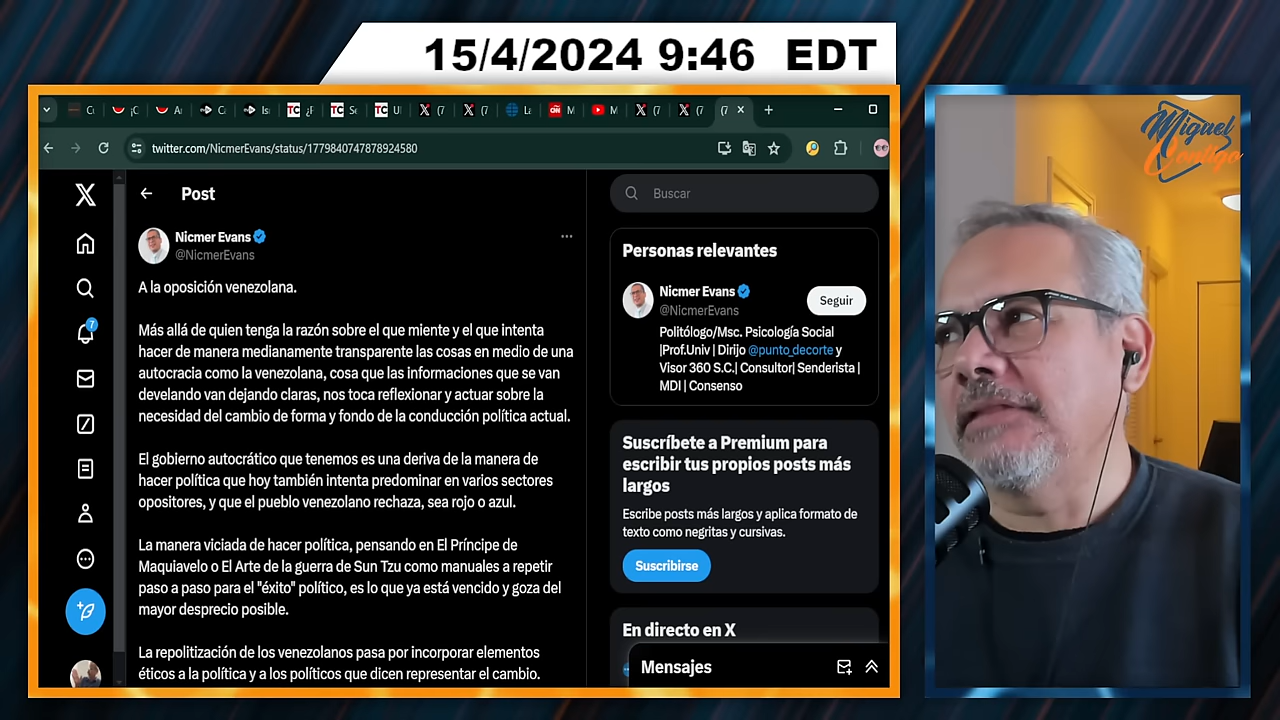 15/4/2024 9:46 EDT
twitter.com/NicmerEvans/status/1779840747878924580
Post
Nicmer Evans
@NicmerEvans
A la oposición venezolana.
Más allá de quien tenga la razón sobre el que miente y el que intenta
hacer de manera medianamente transparente las cosas en medio de una
autocracia como la venezolana, cosa que las informaciones que se van
develando van dejando claras, nos toca reflexionar y actuar sobre la
necesidad del cambio de forma y fondo de la conducción política actual.
El gobierno autocrático que tenemos es una deriva de la manera de
hacer política que hoy también intenta predominar en varios sectores
opositores, y que el pueblo venezolano rechaza, sea rojo o azul.
La manera viciada de hacer política, pensando en El Príncipe de
Maquiavelo o El Arte de la guerra de Sun Tzu como manuales a repetir
paso a paso para el "éxito" político, es lo que ya está vencido y goza del
mayor desprecio posible.
La repolitización de los venezolanos pasa por incorporar elementos
éticos a la política y a los políticos que dicen representar el cambio.
7
Buscar
Personas relevantes
Nicmer Evans
@NicmerEvans
Seguir
Politólogo/Msc. Psicología Social
|Prof.Univ | Dirijo @punto_decorte y
Visor 360 S.C.| Consultor| Senderista |
MDI | Consenso
Suscríbete a Premium para
escribir tus propios posts más
largos
Escribe posts más largos y aplica formato de
texto como negritas y cursivas.
Suscribirse
En directo en X
Mensajes
Miguel
Contigo